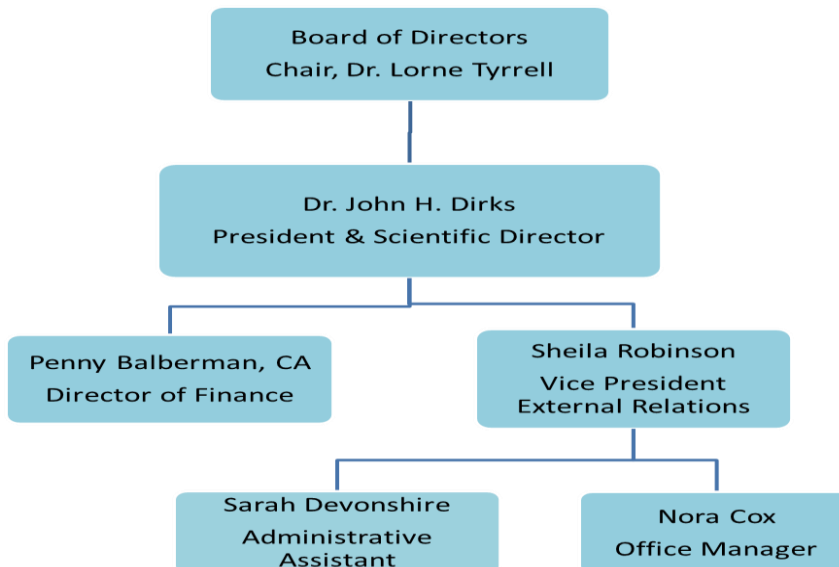 Board of Directors
Chair, Dr. Lorne Tyrrell
Dr. John H. Dirks
President & Scientific Director
Penny Balberman, CA
Director of Finance
Sheila Robinson
Vice President
External Relations
Sarah Devonshire
Administrative
Assistant
Nora Cox
Office Manager